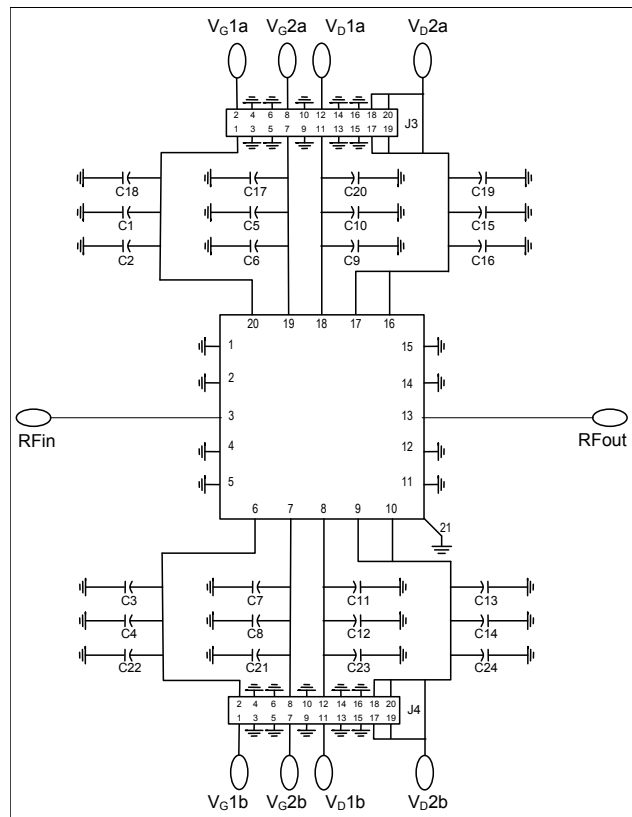 VG1a VG2a VD1a VD2a
2 4 6 8 10 12 14 16 18 20
1 3 5 7 9 11 13 15 17 19
J3
C18 C17 C20 C19
C1 C5 C10 C15
C2 C6 C9 C16
20 19 18 17 16
1 15
2 14
3 13
RFin RFout
4 12
5 11
6 7 8 9 10
21
C3 C7 C11 C13
C4 C8 C12 C14
C22 C21 C23 C24
2 4 6 8 10 12 14 16 18 20
1 3 5 7 9 11 13 15 17 19
J4
VG1b VG2b VD1b VD2b